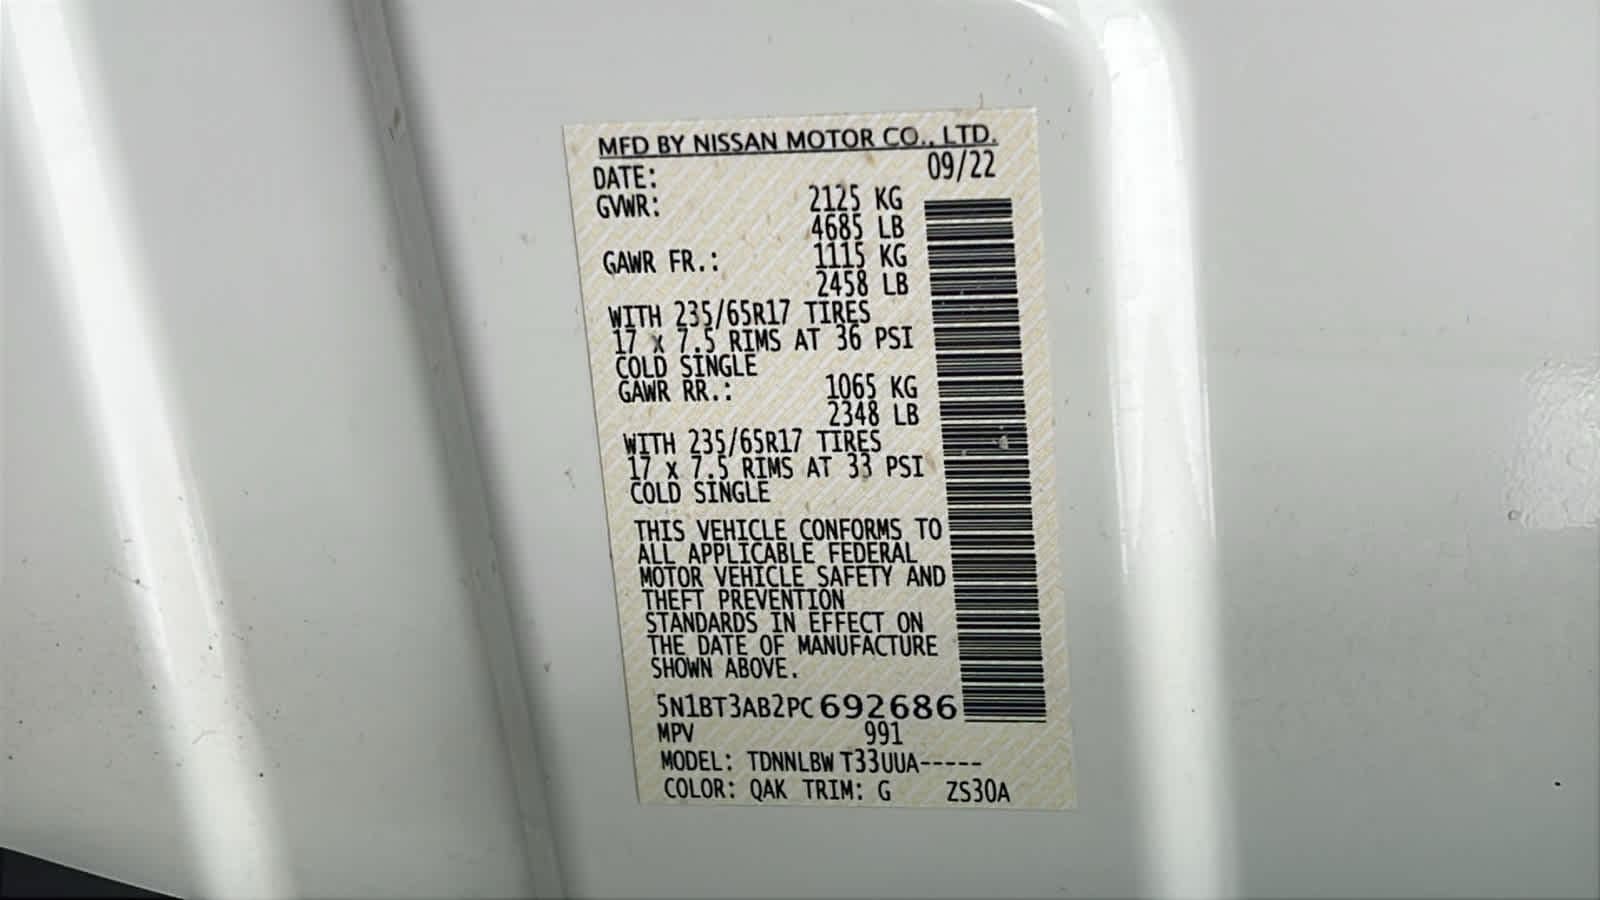 MFD BY NISSAN MOTOR CO., LTD.
DATE: 09/22
GVWR: 2125 KG
4685 LB
GAWR FR.: 1115 KG
2458 LB
WITH 235/65R17 TIRES
17 x 7.5 RIMS AT 36 PSI
COLD SINGLE
GAWR RR.: 1065 KG
2348 LB
WITH 235/65R17 TIRES
17 x 7.5 RIMS AT 33 PSI
COLD SINGLE
THIS VEHICLE CONFORMS TO
ALL APPLICABLE FEDERAL
MOTOR VEHICLE SAFETY AND
THEFT PREVENTION
STANDARDS IN EFFECT ON
THE DATE OF MANUFACTURE
SHOWN ABOVE.
5N1BT3AB2PC692686
MPV 991
MODEL: TDNNLBW T33UUA-----
COLOR: QAK TRIM: G ZS30A